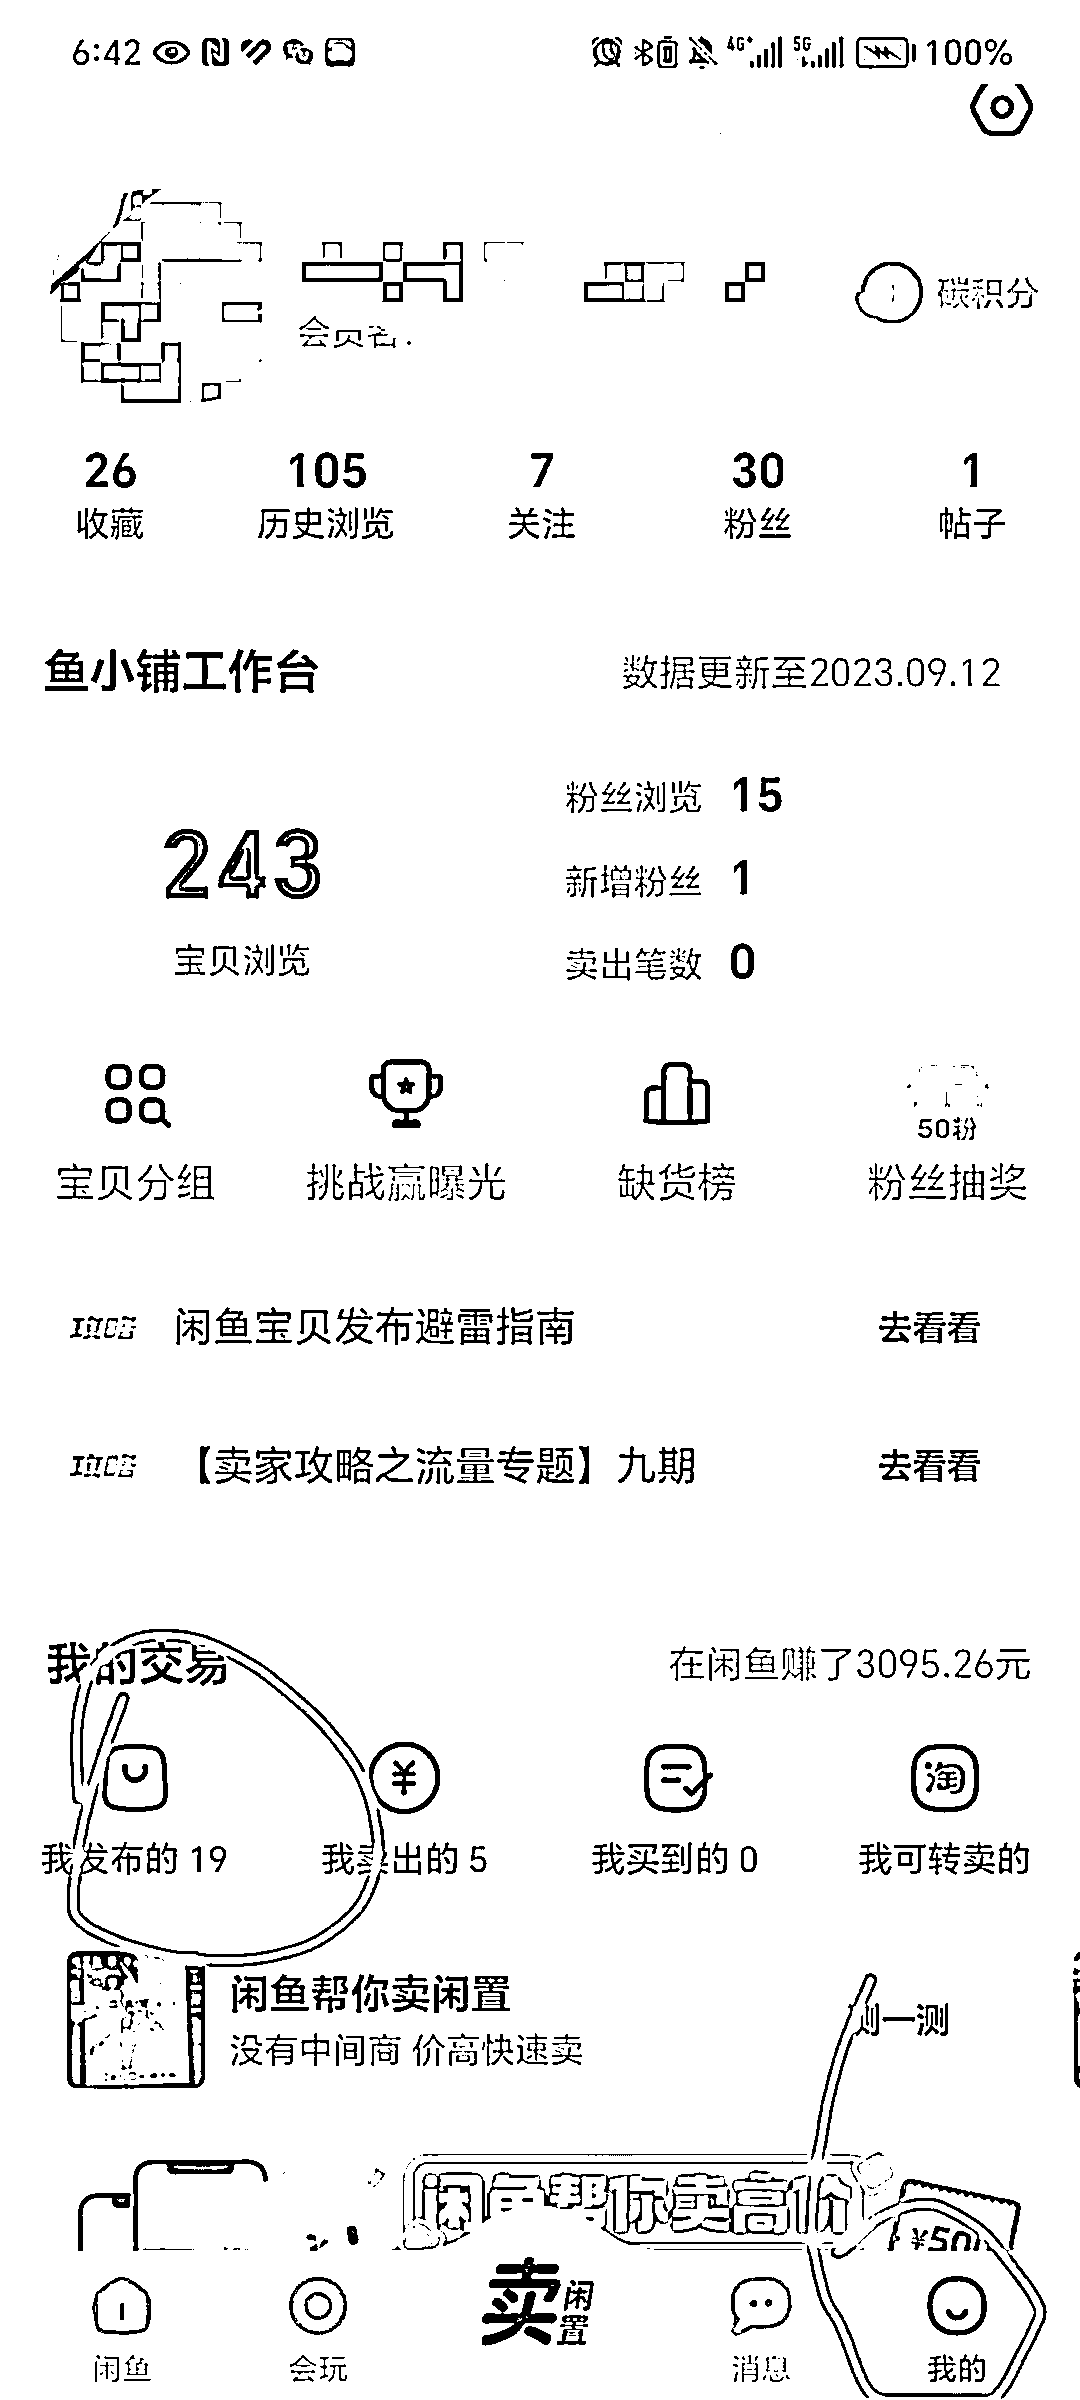 6:42 4G+ 5G 100%
碳积分
会员名:
26 105 7 30 1
收藏 历史浏览 关注 粉丝 帖子
鱼小铺工作台 数据更新至2023.09.12
粉丝浏览 15
243
新增粉丝 1
宝贝浏览
卖出笔数 0
50粉
宝贝分组 挑战赢曝光 缺货榜 粉丝抽奖
闲鱼宝贝发布避雷指南 去看看
【卖家攻略之流量专题】九期 去看看
我的交易 在闲鱼赚了3095.26元
¥ 淘
我发布的 19 我卖出的 5 我买到的 0 我可转卖的
闲鱼帮你卖闲置
测一测
没有中间商 价高快速卖
闲鱼帮你卖高价
¥50
卖闲置
闲鱼 会玩 消息 我的